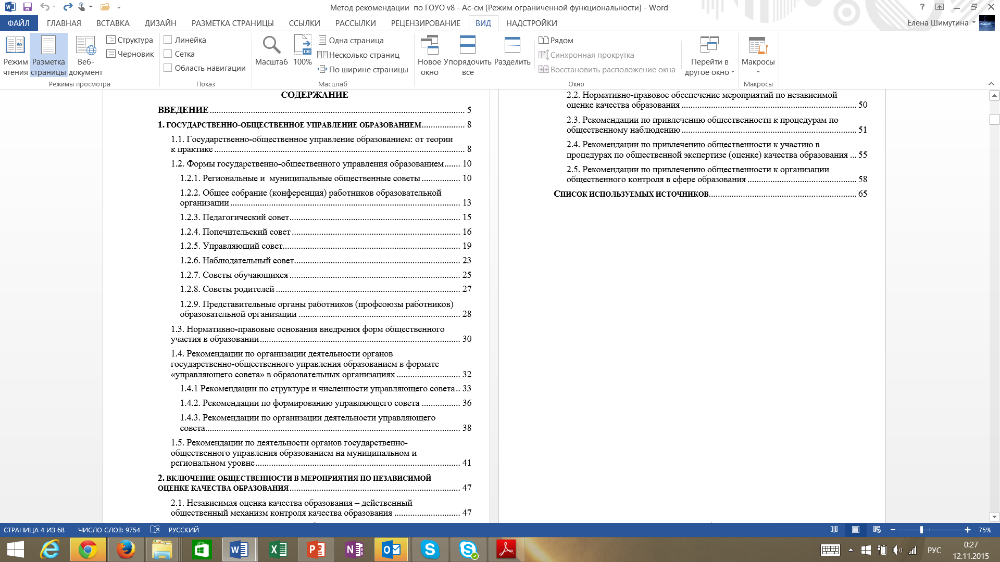 Метод рекомендации  по ГОУО v8 - Ас-см [Режим ограниченной функциональности] - Word
ФАЙЛ ГЛАВНАЯ ВСТАВКА ДИЗАЙН РАЗМЕТКА СТРАНИЦЫ ССЫЛКИ РАССЫЛКИ РЕЦЕНЗИРОВАНИЕ ВИД НАДСТРОЙКИ Елена Шимутина
Режим чтения
Разметка страницы
Веб-документ
Структура
Черновик
Режимы просмотра
Линейка
Сетка
Область навигации
Показ
Масштаб
100%
Одна страница
Несколько страниц
По ширине страницы
Масштаб
Новое окно
Упорядочить все
Разделить
Рядом
Синхронная прокрутка
Восстановить расположение окна
Окно
Перейти в другое окно
Макросы
Макросы
СОДЕРЖАНИЕ
ВВЕДЕНИЕ ........ 5
1. ГОСУДАРСТВЕННО-ОБЩЕСТВЕННОЕ УПРАВЛЕНИЕ ОБРАЗОВАНИЕМ........ 8
1.1. Государственно-общественное управление образованием: от теории
к практике ........ 8
1.2. Формы государственно-общественного управления образованием....... 10
1.2.1. Региональные и  муниципальные общественные советы ........ 10
1.2.2. Общее собрание (конференция) работников образовательной
организации ........ 13
1.2.3. Педагогический совет........ 15
1.2.4. Попечительский совет ........ 16
1.2.5. Управляющий совет........ 19
1.2.6. Наблюдательный совет........ 23
1.2.7. Советы обучающихся ........ 25
1.2.8. Советы родителей ........ 27
1.2.9. Представительные органы работников (профсоюзы работников)
образовательной организации ........ 28
1.3. Нормативно-правовые основания внедрения форм общественного
участия в образовании ........ 30
1.4. Рекомендации по организации деятельности органов
государственно-общественного управления образованием в формате
«управляющего совета» в образовательных организациях ........ 32
1.4.1 Рекомендации по структуре и численности управляющего совета.. 33
1.4.2. Рекомендации по формированию управляющего совета ........ 36
1.4.3. Рекомендации по организации деятельности управляющего
совета........ 38
1.5. Рекомендации по деятельности органов государственно-
общественного управления образованием на муниципальном и
региональном уровне........ 41
2. ВКЛЮЧЕНИЕ ОБЩЕСТВЕННОСТИ В МЕРОПРИЯТИЯ ПО НЕЗАВИСИМОЙ
ОЦЕНКЕ КАЧЕСТВА ОБРАЗОВАНИЯ ........ 47
2.1. Независимая оценка качества образования – действенный
общественный механизм контроля качества образования ........ 47
2.2. Нормативно-правовое обеспечение мероприятий по независимой
оценке качества образования ........ 50
2.3. Рекомендации по привлечению общественности к процедурам по
общественному наблюдению ........ 51
2.4. Рекомендации по привлечению общественности к участию в
процедурах по общественной экспертизе (оценке) качества образования ... 55
2.5. Рекомендации по привлечению общественности к организации
общественного контроля в сфере образования ........ 58
СПИСОК ИСПОЛЬЗУЕМЫХ ИСТОЧНИКОВ........ 65
СТРАНИЦА 4 ИЗ 68 ЧИСЛО СЛОВ: 9754 РУССКИЙ 75%
РУС
0:27
12.11.2015